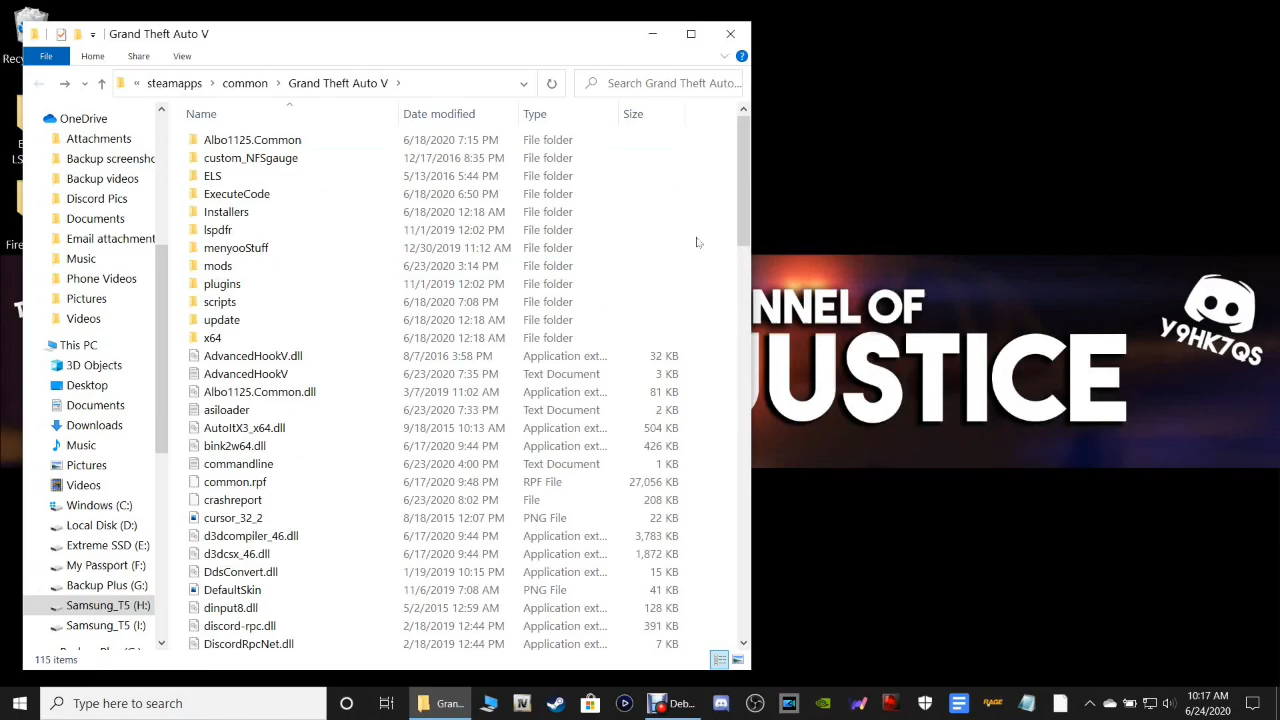 Grand Theft Auto V
File Home Share View
« steamapps > common > Grand Theft Auto V > Search Grand Theft Auto...
Name Date modified Type Size
OneDrive
Attachments
Backup screensho
Backup videos
Discord Pics
Documents
Email attachment
Music
Phone Videos
Pictures
Videos
This PC
3D Objects
Desktop
Documents
Downloads
Music
Pictures
Videos
Windows (C:)
Local Disk (D:)
Extreme SSD (E:)
My Passport (F:)
Backup Plus (G:)
Samsung_T5 (H:)
Samsung_T5 (I:)
Albo1125.Common 6/18/2020 7:15 PM File folder
custom_NFSgauge 12/17/2016 8:35 PM File folder
ELS 5/13/2016 5:44 PM File folder
ExecuteCode 6/18/2020 6:50 PM File folder
Installers 6/18/2020 12:18 AM File folder
lspdfr 11/1/2019 12:02 PM File folder
menyooStuff 12/30/2019 11:12 AM File folder
mods 6/23/2020 3:14 PM File folder
plugins 11/1/2019 12:02 PM File folder
scripts 6/18/2020 7:08 PM File folder
update 6/18/2020 12:18 AM File folder
x64 6/18/2020 12:18 AM File folder
AdvancedHookV.dll 8/7/2016 3:58 PM Application ext... 32 KB
AdvancedHookV 6/23/2020 7:35 PM Text Document 3 KB
Albo1125.Common.dll 3/7/2019 11:02 AM Application ext... 81 KB
asiloader 6/23/2020 7:33 PM Text Document 2 KB
AutoItX3_x64.dll 9/18/2015 10:13 AM Application ext... 504 KB
bink2w64.dll 6/17/2020 9:44 PM Application ext... 426 KB
commandline 6/23/2020 4:00 PM Text Document 1 KB
common.rpf 6/17/2020 9:48 PM RPF File 27,056 KB
crashreport 6/23/2020 8:02 PM File 208 KB
cursor_32_2 8/18/2015 12:07 PM PNG File 22 KB
d3dcompiler_46.dll 6/17/2020 9:44 PM Application ext... 3,783 KB
d3dcsx_46.dll 6/17/2020 9:44 PM Application ext... 1,872 KB
DdsConvert.dll 1/19/2019 10:15 PM Application ext... 15 KB
DefaultSkin 11/6/2019 7:08 AM PNG File 41 KB
dinput8.dll 5/2/2015 12:59 AM Application ext... 128 KB
discord-rpc.dll 2/18/2019 12:44 PM Application ext... 391 KB
DiscordRpcNet.dll 2/18/2019 12:44 PM Application ext... 7 KB
115 items
NNEL OF
USTICE
Y9HK7QS
Type here to search
Gran...
Deb...
RAGE
10:17 AM
6/24/2020